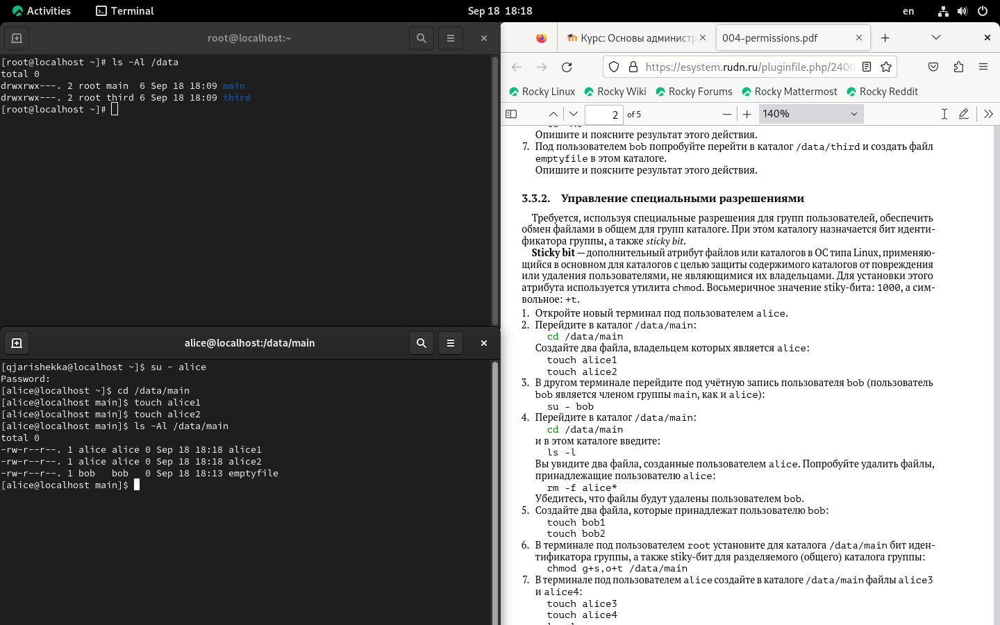 Activities
Terminal
Sep 18 18:18
en
root@localhost:~
[root@localhost ~]# ls -Al /data
total 0
drwxrwx---. 2 root main  6 Sep 18 18:09 main
drwxrwx---. 2 root third 6 Sep 18 18:09 third
[root@localhost ~]#
alice@localhost:/data/main
[qjarishekka@localhost ~]$ su - alice
Password:
[alice@localhost ~]$ cd /data/main
[alice@localhost main]$ touch alice1
[alice@localhost main]$ touch alice2
[alice@localhost main]$ ls -Al /data/main
total 0
-rw-r--r--. 1 alice alice 0 Sep 18 18:18 alice1
-rw-r--r--. 1 alice alice 0 Sep 18 18:18 alice2
-rw-r--r--. 1 bob   bob   0 Sep 18 18:13 emptyfile
[alice@localhost main]$
Курс: Основы администр
004-permissions.pdf
https://esystem.rudn.ru/pluginfile.php/2400
Rocky Linux
Rocky Wiki
Rocky Forums
Rocky Mattermost
Rocky Reddit
2 of 5
140%
Опишите и поясните результат этого действия.
7. Под пользователем bob попробуйте перейти в каталог /data/third и создать файл
emptyfile в этом каталоге.
Опишите и поясните результат этого действия.
3.3.2. Управление специальными разрешениями
Требуется, используя специальные разрешения для групп пользователей, обеспечить
обмен файлами в общем для групп каталоге. При этом каталогу назначается бит иденти-
фикатора группы, а также sticky bit.
Sticky bit — дополнительный атрибут файлов или каталогов в ОС типа Linux, применяю-
щийся в основном для каталогов с целью защиты содержимого каталогов от повреждения
или удаления пользователями, не являющимися их владельцами. Для установки этого
атрибута используется утилита chmod. Восьмеричное значение stiky-бита: 1000, а сим-
вольное: +t.
1. Откройте новый терминал под пользователем alice.
2. Перейдите в каталог /data/main:
cd /data/main
Создайте два файла, владельцем которых является alice:
touch alice1
touch alice2
3. В другом терминале перейдите под учётную запись пользователя bob (пользователь
bob является членом группы main, как и alice):
su - bob
4. Перейдите в каталог /data/main:
cd /data/main
и в этом каталоге введите:
ls -l
Вы увидите два файла, созданные пользователем alice. Попробуйте удалить файлы,
принадлежащие пользователю alice:
rm -f alice*
Убедитесь, что файлы будут удалены пользователем bob.
5. Создайте два файла, которые принадлежат пользователю bob:
touch bob1
touch bob2
6. В терминале под пользователем root установите для каталога /data/main бит иден-
тификатора группы, а также stiky-бит для разделяемого (общего) каталога группы:
chmod g+s,o+t /data/main
7. В терминале под пользователем alice создайте в каталоге /data/main файлы alice3
и alice4:
touch alice3
touch alice4